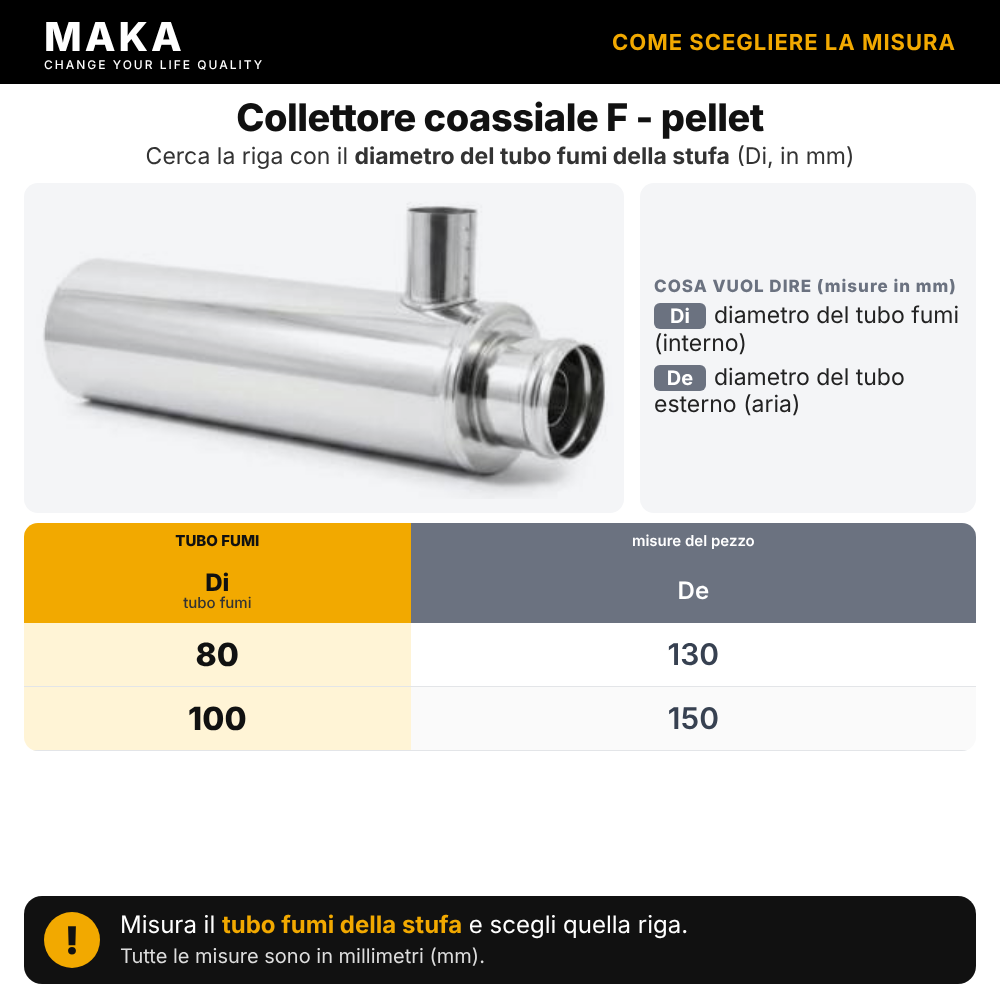 MAKA
CHANGE YOUR LIFE QUALITY
COME SCEGLIERE LA MISURA
Collettore coassiale F - pellet
Cerca la riga con il diametro del tubo fumi della stufa (Di, in mm)
COSA VUOL DIRE (misure in mm)
Di diametro del tubo fumi
(interno)
De diametro del tubo
esterno (aria)
TUBO FUMI
misure del pezzo
Di
tubo fumi
De
80
130
100
150
! Misura il tubo fumi della stufa e scegli quella riga.
Tutte le misure sono in millimetri (mm).